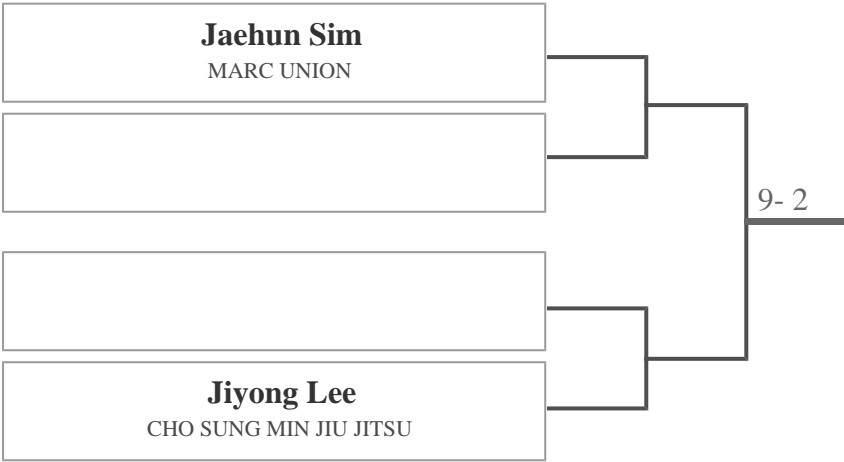 Jaehun Sim
MARC UNION
9- 2
Jiyong Lee
CHO SUNG MIN JIU JITSU